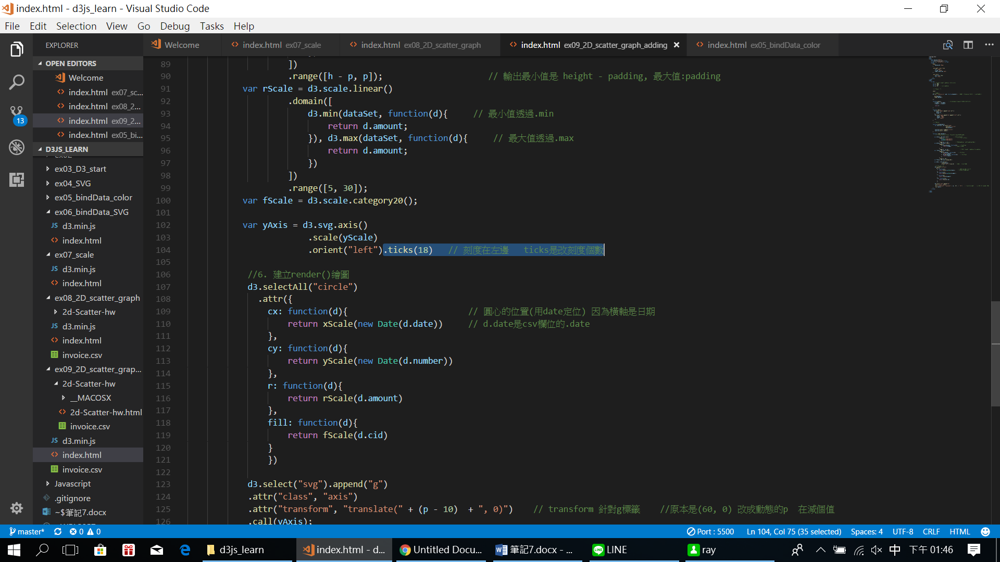 index.html - d3js_learn - Visual Studio Code
File Edit Selection View Go Debug Tasks Help
EXPLORER
Welcome
index.html ex07_scale
index.html ex08_2D_scatter_graph
index.html ex09_2D_scatter_graph_adding
index.html ex05_bindData_color
OPEN EDITORS
Welcome
index.html ex07_sc...
index.html ex08_2...
index.html ex09_2...
index.html ex05_bi...
13
D3JS_LEARN
ex03_D3_start
ex04_SVG
ex05_bindData_color
ex06_bindData_SVG
JS d3.min.js
index.html
ex07_scale
JS d3.min.js
index.html
ex08_2D_scatter_graph
2d-Scatter-hw
JS d3.min.js
index.html
invoice.csv
ex09_2D_scatter_grap...
2d-Scatter-hw
__MACOSX
2d-Scatter-hw.html
invoice.csv
JS d3.min.js
index.html
invoice.csv
Javascript
.gitignore
~$筆記7.docx
89 ])
90 .range([h - p, p]); // 輸出最小值是 height - padding, 最大值:padding
91 var rScale = d3.scale.linear()
92 .domain([
93 d3.min(dataSet, function(d){ // 最小值透過.min
94 return d.amount;
95 }), d3.max(dataSet, function(d){ // 最大值透過.max
96 return d.amount;
97 })
98 ])
99 .range([5, 30]);
100 var fScale = d3.scale.category20();
101
102 var yAxis = d3.svg.axis()
103 .scale(yScale)
104 .orient("left").ticks(18) // 刻度在左邊 ticks是改刻度個數
105
106 //6. 建立render()繪圖
107 d3.selectAll("circle")
108 .attr({
109 cx: function(d){ // 圓心的位置(用date定位) 因為橫軸是日期
110 return xScale(new Date(d.date)) // d.date是csv欄位的.date
111 },
112 cy: function(d){
113 return yScale(new Date(d.number))
114 },
115 r: function(d){
116 return rScale(d.amount)
117 },
118 fill: function(d){
119 return fScale(d.cid)
120 }
121 })
122
123 d3.select("svg").append("g")
124 .attr("class", "axis")
125 .attr("transform", "translate(" + (p - 10) + ", 0)") // transform 針對g標籤 //原本是(60, 0) 改成動態的p 在減個值
126 .call(yAxis);
master* 0 0 Port : 5500 Ln 104, Col 75 (35 selected) Spaces: 4 UTF-8 CRLF HTML
d3js_learn
index.html - d...
Untitled Docu...
筆記7.docx - ...
LINE
ray
中 下午 01:46